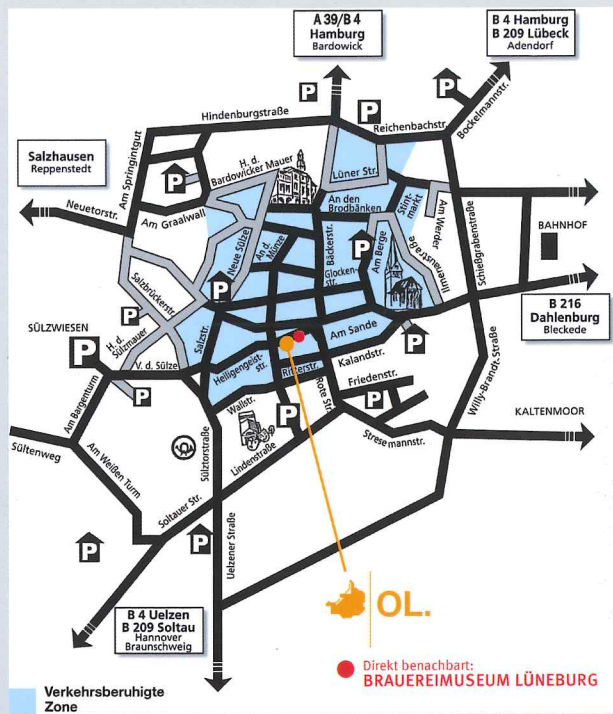 A 39/B 4
Hamburg
Bardowick
B 4 Hamburg
B 209 Lübeck
Adendorf
P
P
P
Hindenburgstraße
Reichenbachstr.
Bockelmannstr.
Salzhausen
Reppenstedt
Am Springintgut
P
H. d.
Bardowicker Mauer
Lüner Str.
Neuetorstr.
Am Graalwall
An den
Brodbänken
Stintmarkt
Am Werder
Ilmenaustraße
Schießgrabenstraße
BAHNHOF
Neue Sülze
An d.
Münze
Bäckerstr.
P
Am Berge
Glockenstr.
Salzbrückerstr.
P
P
B 216
Dahlenburg
Bleckede
SÜLZWIESEN
P
H. d.
Sülzmauer
Salzstr.
Am Sande
P
V. d. Sülze
Heiligengeiststr.
Ritterstr.
Kalandstr.
Willy-Brandt-Straße
Am Bargenturm
P
Wallstr.
P
Rote Str.
Friedenstr.
P
KALTENMOOR
Sültenweg
Am Weißen Turm
Sülztorstraße
Lindenstraße
Stresemannstr.
Soltauer Str.
P
P
Uelzener Straße
P
B 4 Uelzen
B 209 Soltau
Hannover
Braunschweig
OL.
Direkt benachbart:
BRAUEREIMUSEUM LÜNEBURG
Verkehrsberuhigte
Zone